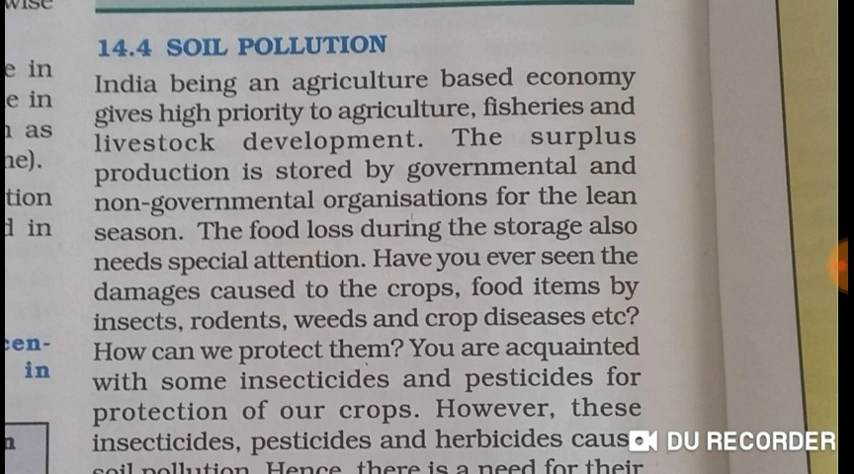 wise
e in
e in
as
ne).
tion
d in
cen-
in
n
14.4 SOIL POLLUTION
India being an agriculture based economy
gives high priority to agriculture, fisheries and
livestock development. The surplus
production is stored by governmental and
non-governmental organisations for the lean
season. The food loss during the storage also
needs special attention. Have you ever seen the
damages caused to the crops, food items by
insects, rodents, weeds and crop diseases etc?
How can we protect them? You are acquainted
with some insecticides and pesticides for
protection of our crops. However, these
insecticides, pesticides and herbicides caus
soil pollution. Hence, there is a need for their
DU RECORDER